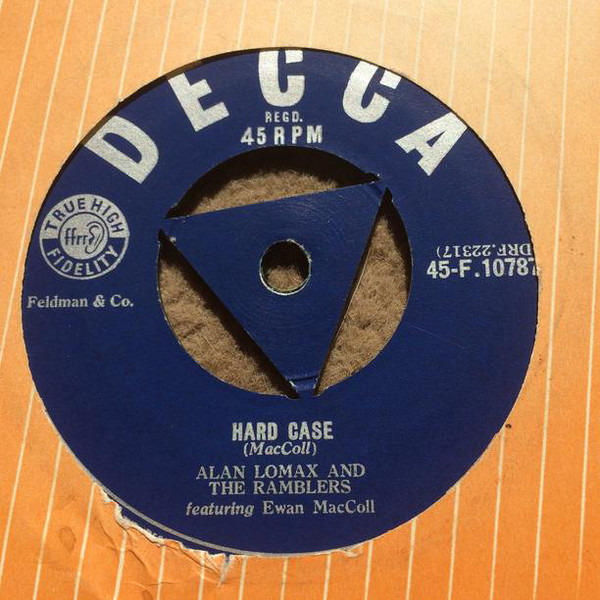 DECCA
REGD.
45 RPM
TRUE HIGH
ffrr
FIDELITY
(DRF.22317)
45-F.10787
Feldman & Co.
HARD CASE
(MacColl)
ALAN LOMAX AND
THE RAMBLERS
featuring Ewan MacColl